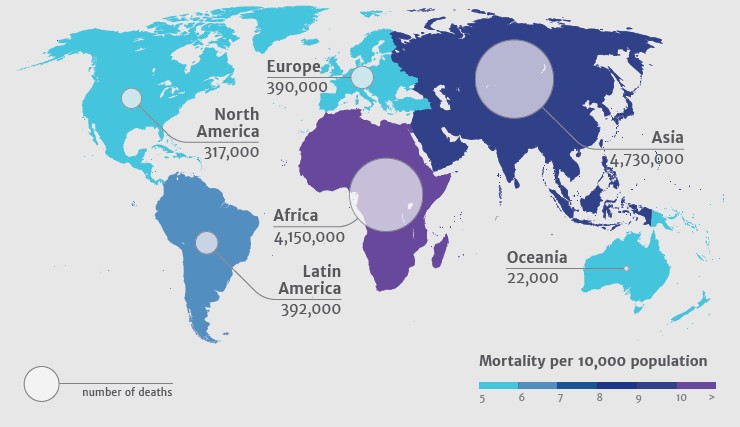 Europe
390,000
North
America
317,000
Asia
4,730,000
Africa
4,150,000
Latin
America
392,000
Oceania
22,000
number of deaths
Mortality per 10,000 population
5 6 7 8 9 10 >